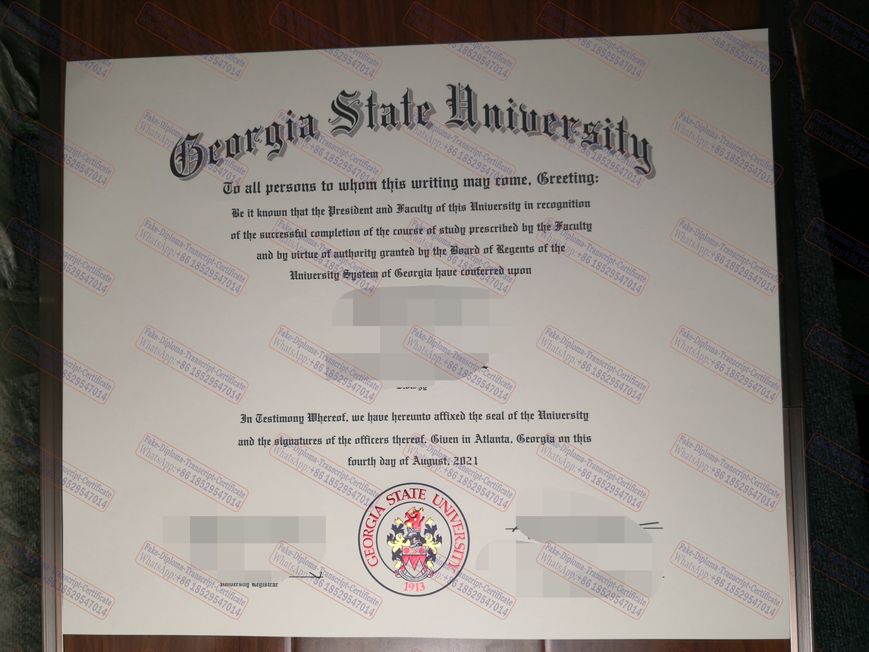 Georgia State University
To all persons to whom this writing may come, Greeting:
Be it known that the President and Faculty of this University in recognition
of the successful completion of the course of study prescribed by the Faculty
and by virtue of authority granted by the Board of Regents of the
University System of Georgia have conferred upon
In Testimony Whereof, we have hereunto affixed the seal of the University
and the signatures of the officers thereof. Given in Atlanta, Georgia on this
fourth day of August, 2021
GEORGIA STATE UNIVERSITY
1913
University Registrar
Fake-Diploma-Transcript-Certificate
WhatsApp:+86 18529547014